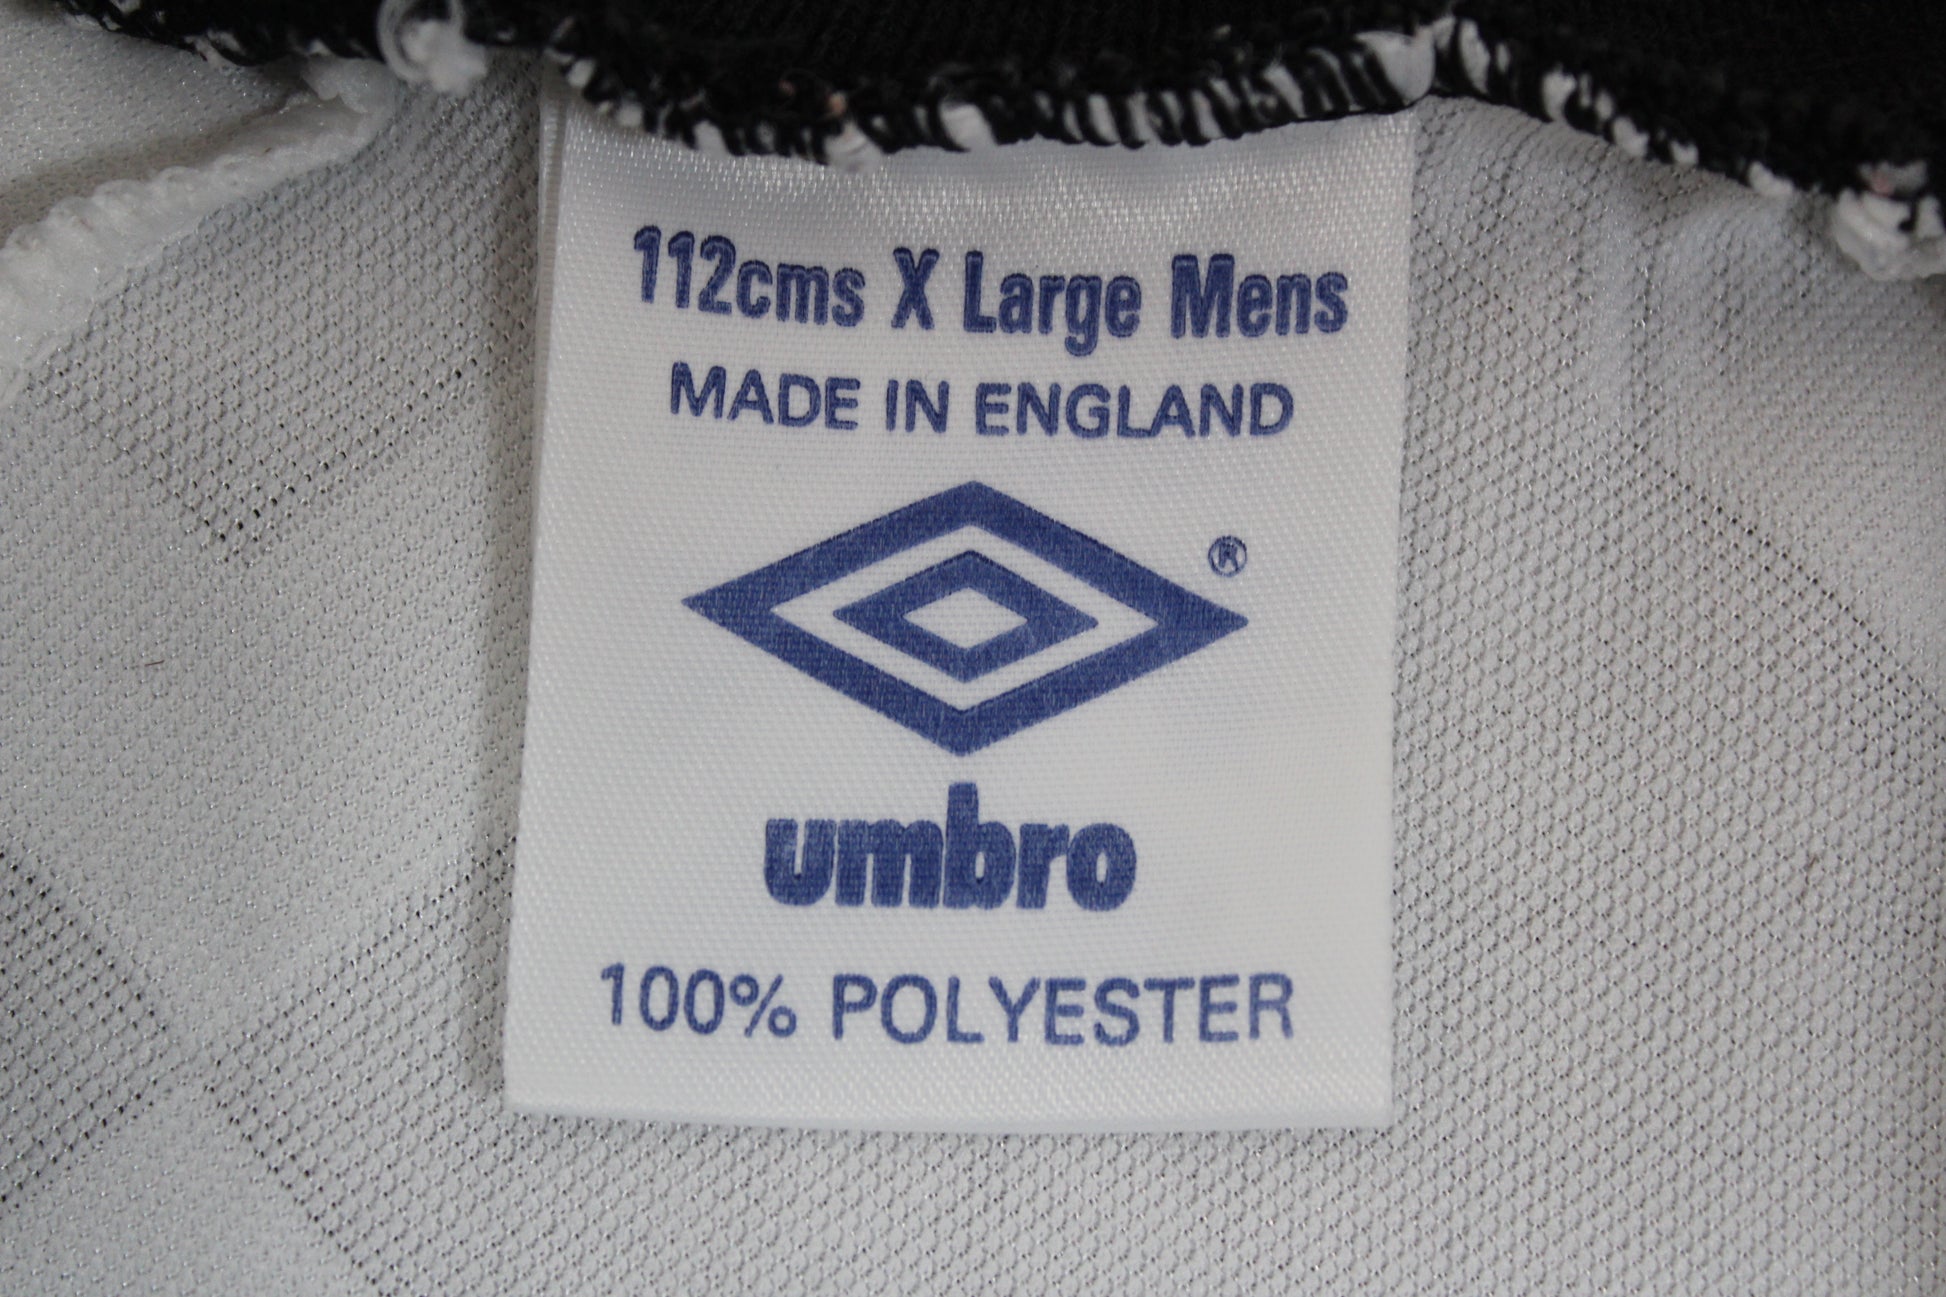 112cms X Large Mens
MADE IN ENGLAND
®
umbro
100% POLYESTER